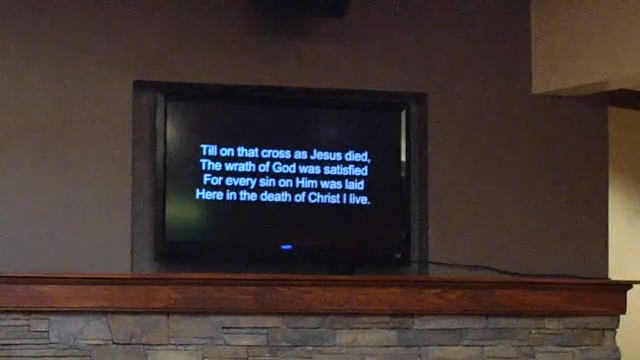 Till on that cross as Jesus died,
The wrath of God was satisfied
For every sin on Him was laid
Here in the death of Christ I live.